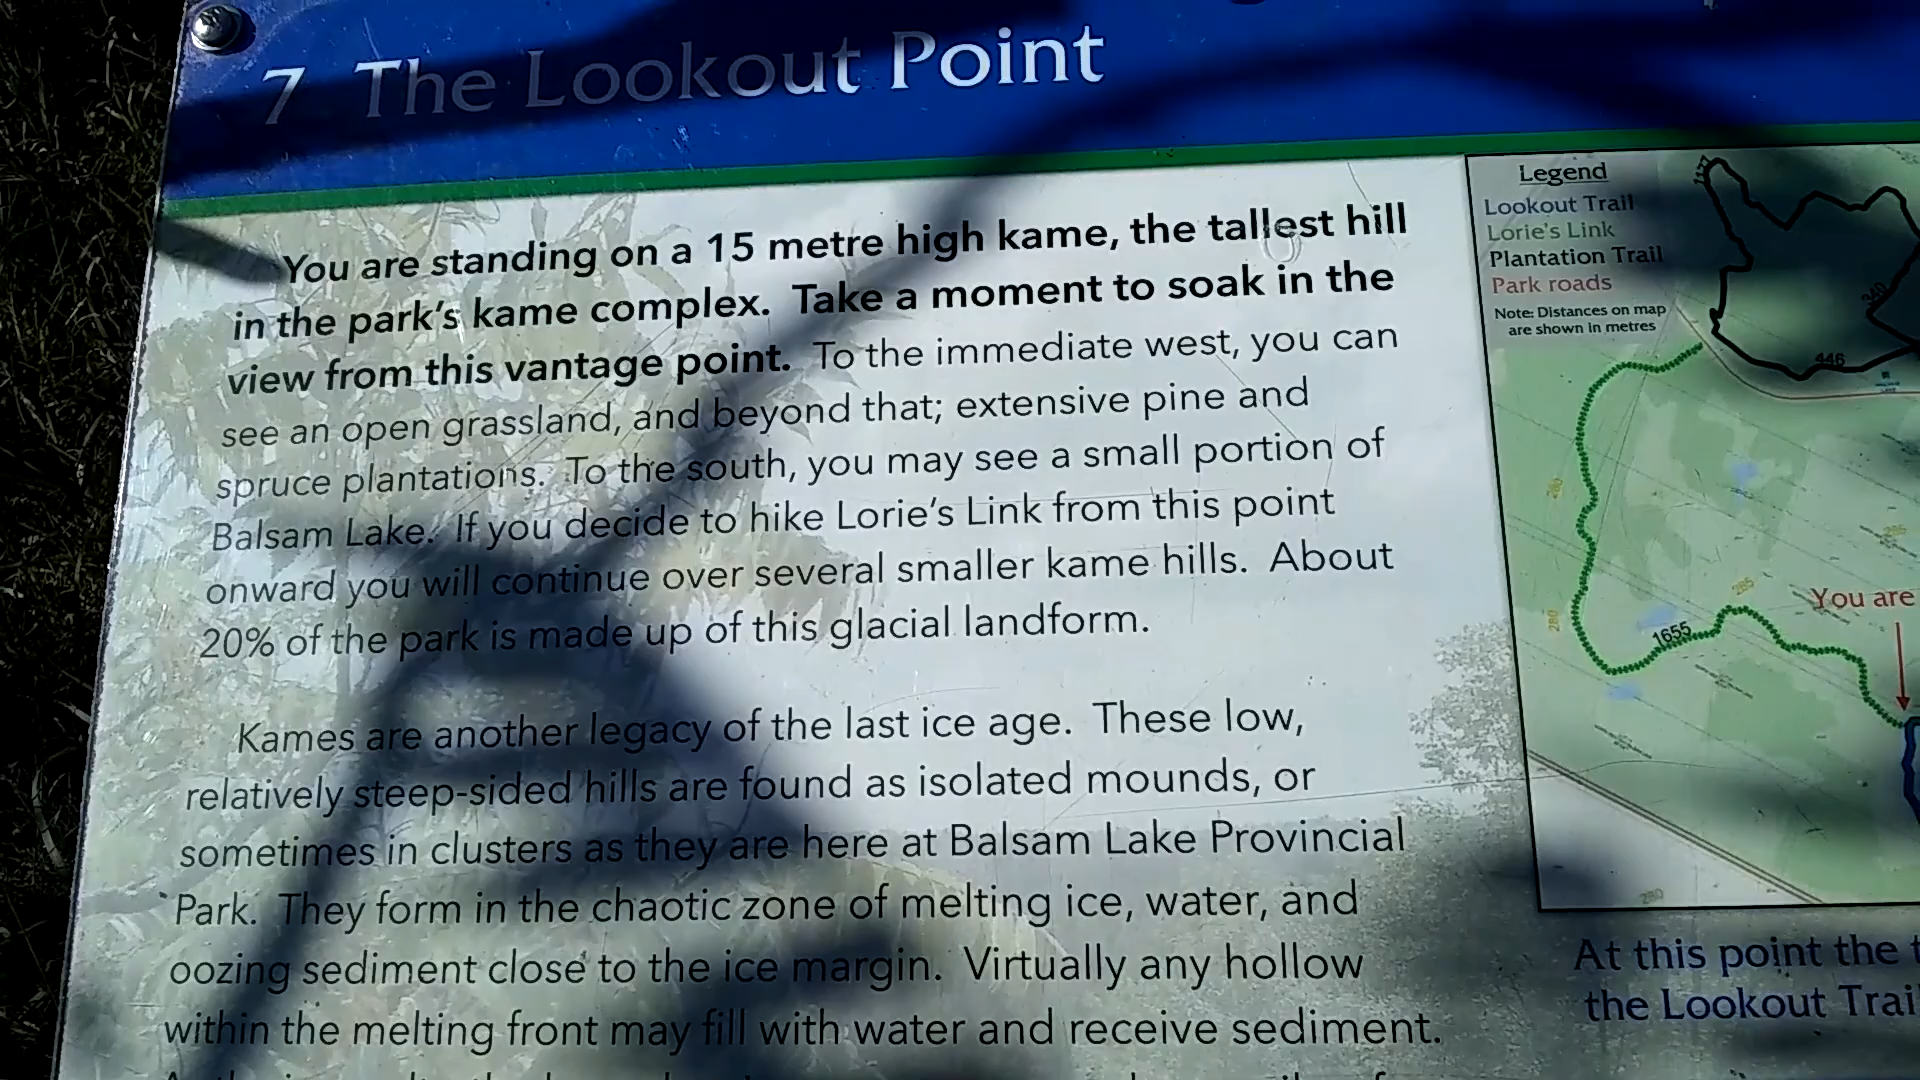 7 The Lookout Point
You are standing on a 15 metre high kame, the tallest hill
in the park's kame complex. Take a moment to soak in the
view from this vantage point. To the immediate west, you can
see an open grassland, and beyond that; extensive pine and
spruce plantations. To the south, you may see a small portion of
Balsam Lake. If you decide to hike Lorie's Link from this point
onward you will continue over several smaller kame hills. About
20% of the park is made up of this glacial landform.
Kames are another legacy of the last ice age. These low,
relatively steep-sided hills are found as isolated mounds, or
sometimes in clusters as they are here at Balsam Lake Provincial
Park. They form in the chaotic zone of melting ice, water, and
oozing sediment close to the ice margin. Virtually any hollow
within the melting front may fill with water and receive sediment.
Legend
Lookout Trail
Lorie's Link
Plantation Trail
Park roads
Note: Distances on map
are shown in metres
117
340
446
280
285
280
1655
You are
280
At this point the
the Lookout Trai